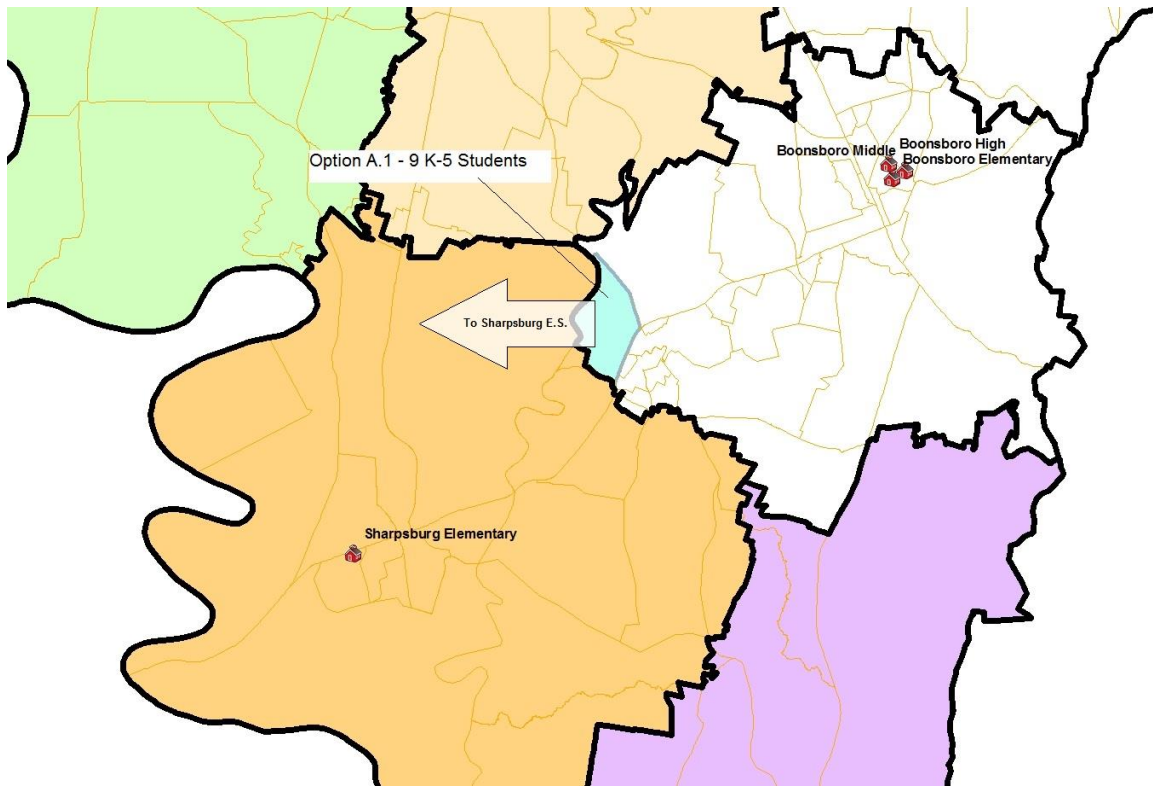 Boonsboro High
Boonsboro Middle
Boonsboro Elementary
Option A.1 - 9 K-5 Students
To Sharpsburg E.S.
Sharpsburg Elementary